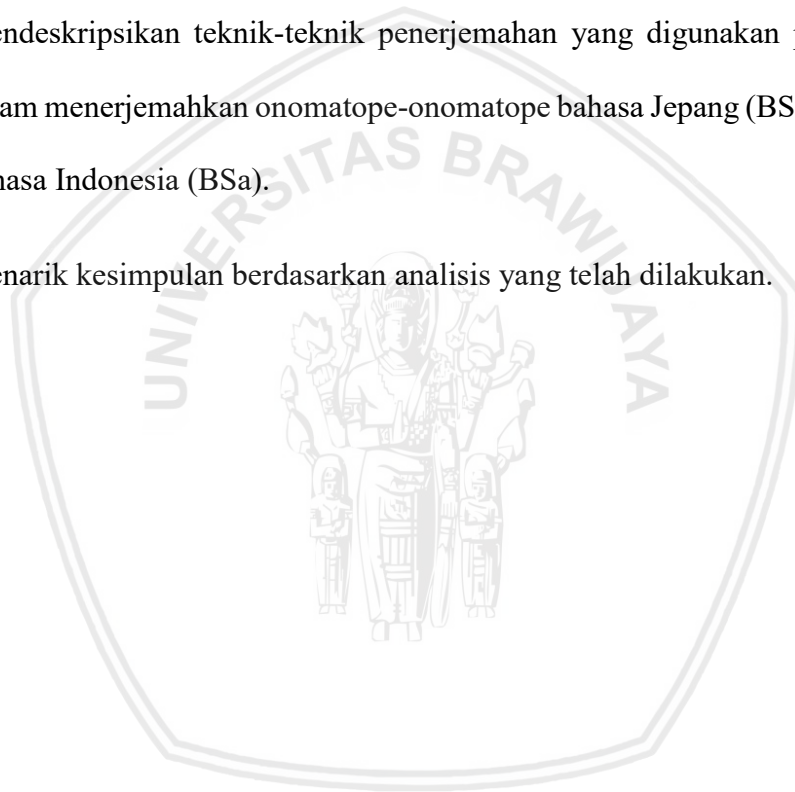 endeskripsikan teknik-teknik penerjemahan yang digunakan
am menerjemahkan onomatope-onomatope bahasa Jepang (BS
hasa Indonesia (BSa).
enarik kesimpulan berdasarkan analisis yang telah dilakukan.
UNIVERSITAS BRAWIJAYA